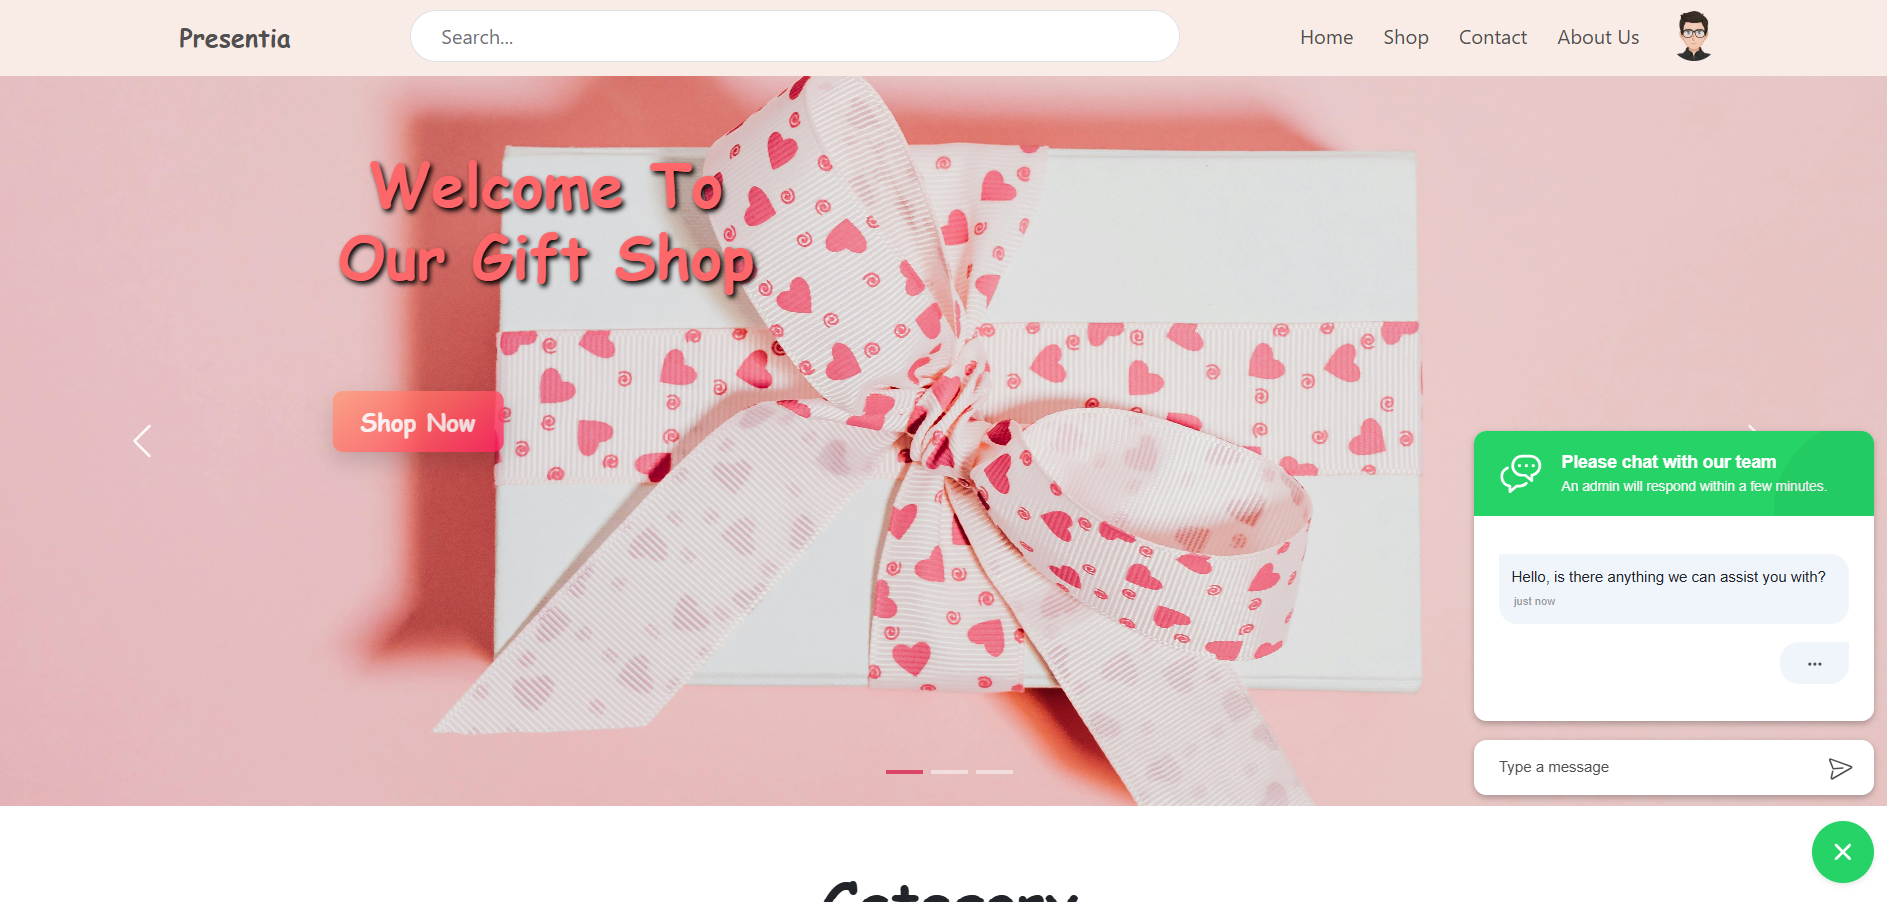 Presentia
Search...
Home
Shop
Contact
About Us
Welcome To
Our Gift Shop
Shop Now
Please chat with our team
An admin will respond within a few minutes.
Hello, is there anything we can assist you with?
just now
...
Type a message
Category